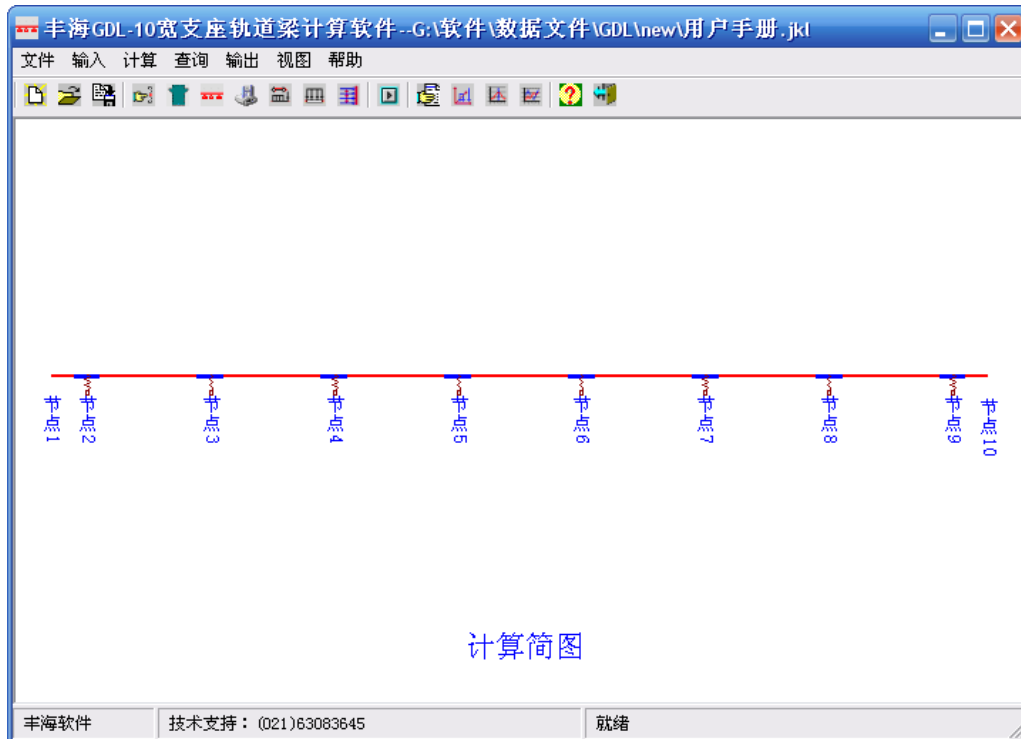 丰海GDL-10宽支座轨道梁计算软件--G:\软件\数据文件\GDL\new\用户手册.jkl
文件 输入 计算 查询 输出 视图 帮助
节点1
节点2
节点3
节点4
节点5
节点6
节点7
节点8
节点9
节点10
计算简图
丰海软件 技术支持：(021)63083645 就绪